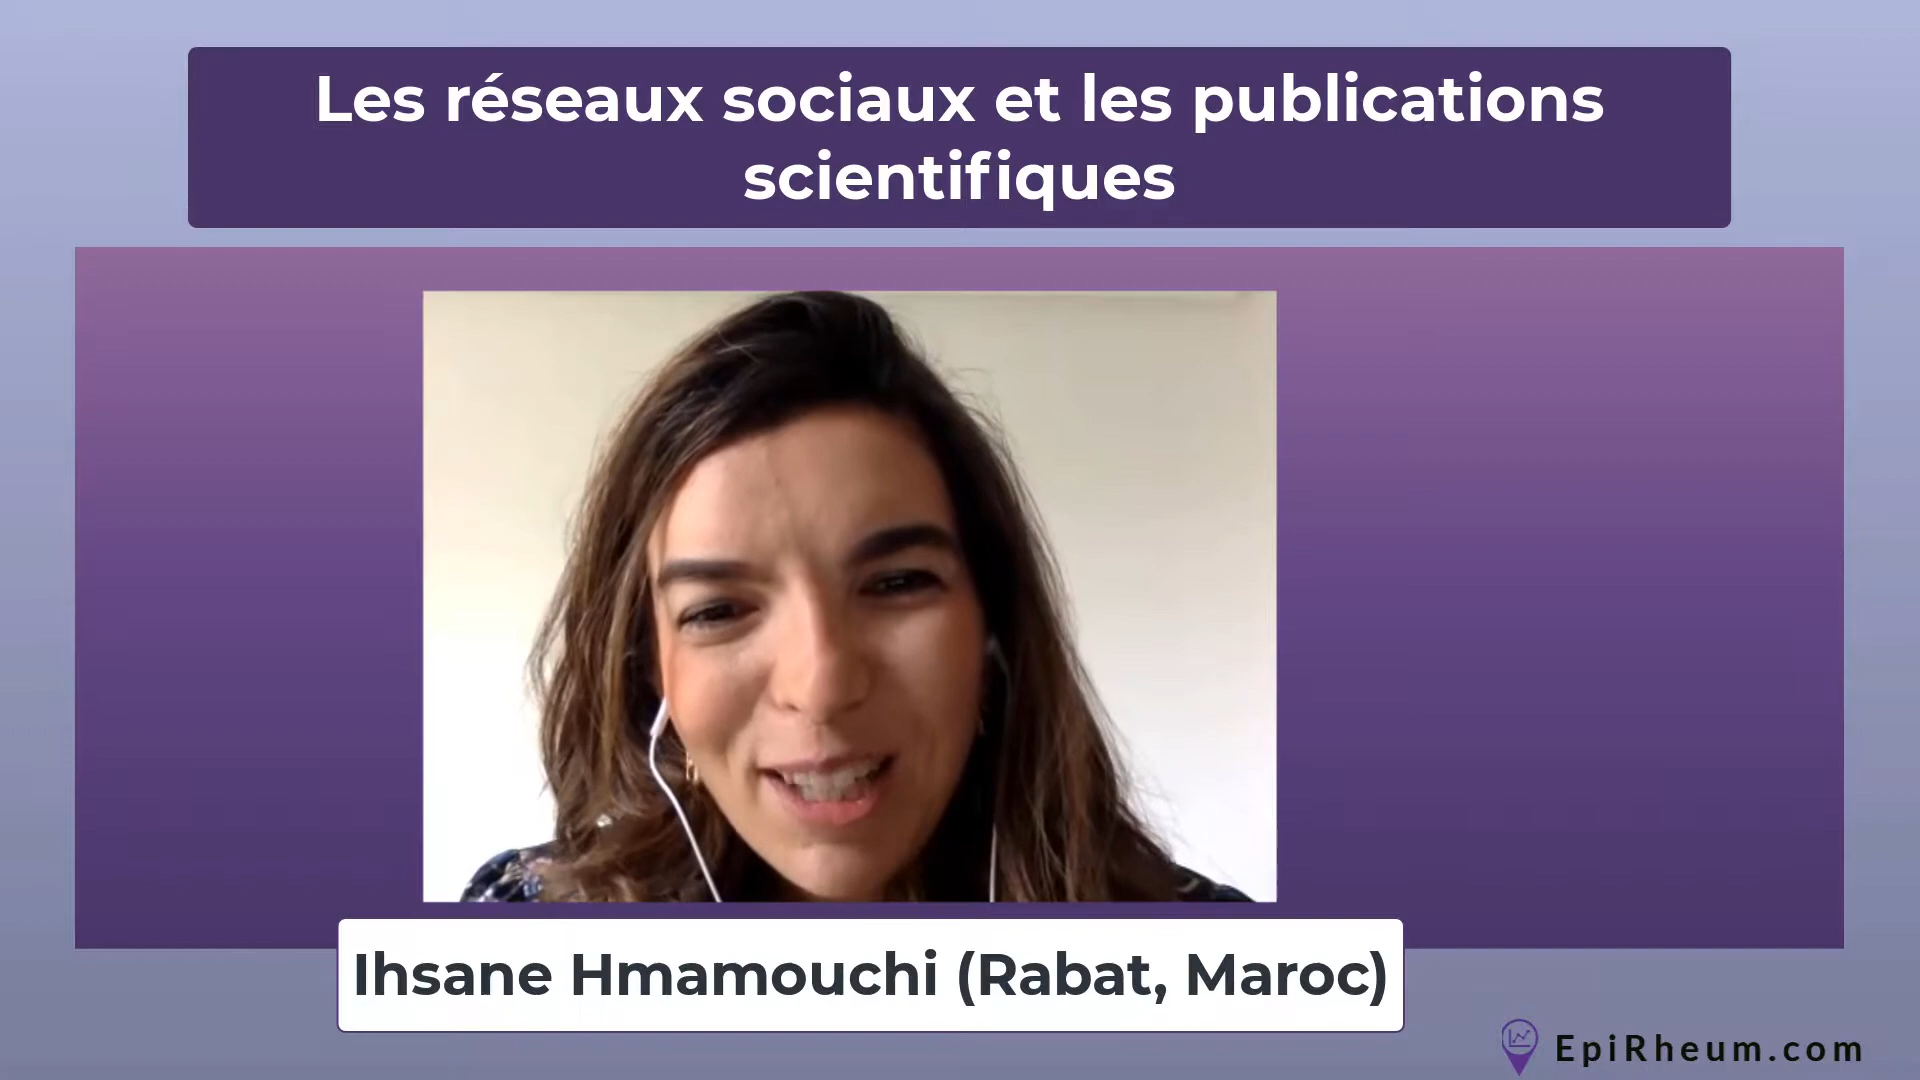 Les réseaux sociaux et les publications
scientifiques
Ihsane Hmamouchi (Rabat, Maroc)
EpiRheum.com